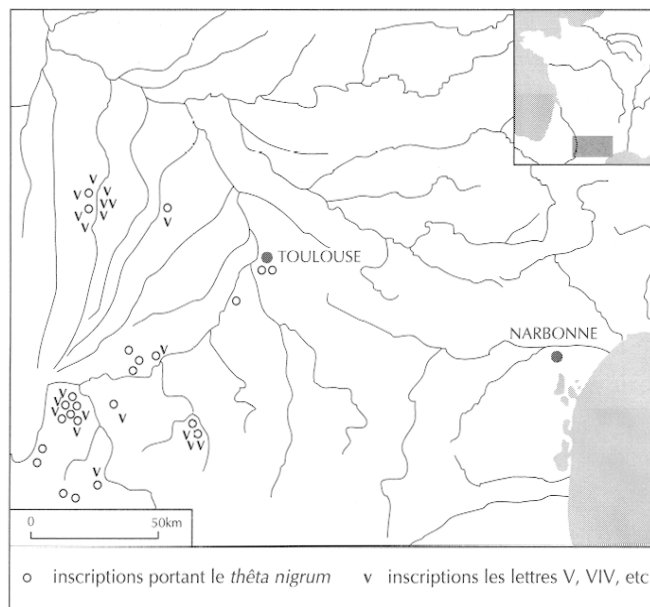 V
V V
V V V
V V
V
V
TOULOUSE
NARBONNE
V
V
V V
V
V
V
V V
V
0 50km
inscriptions portant le thêta nigrum v inscriptions les lettres V, VIV, etc